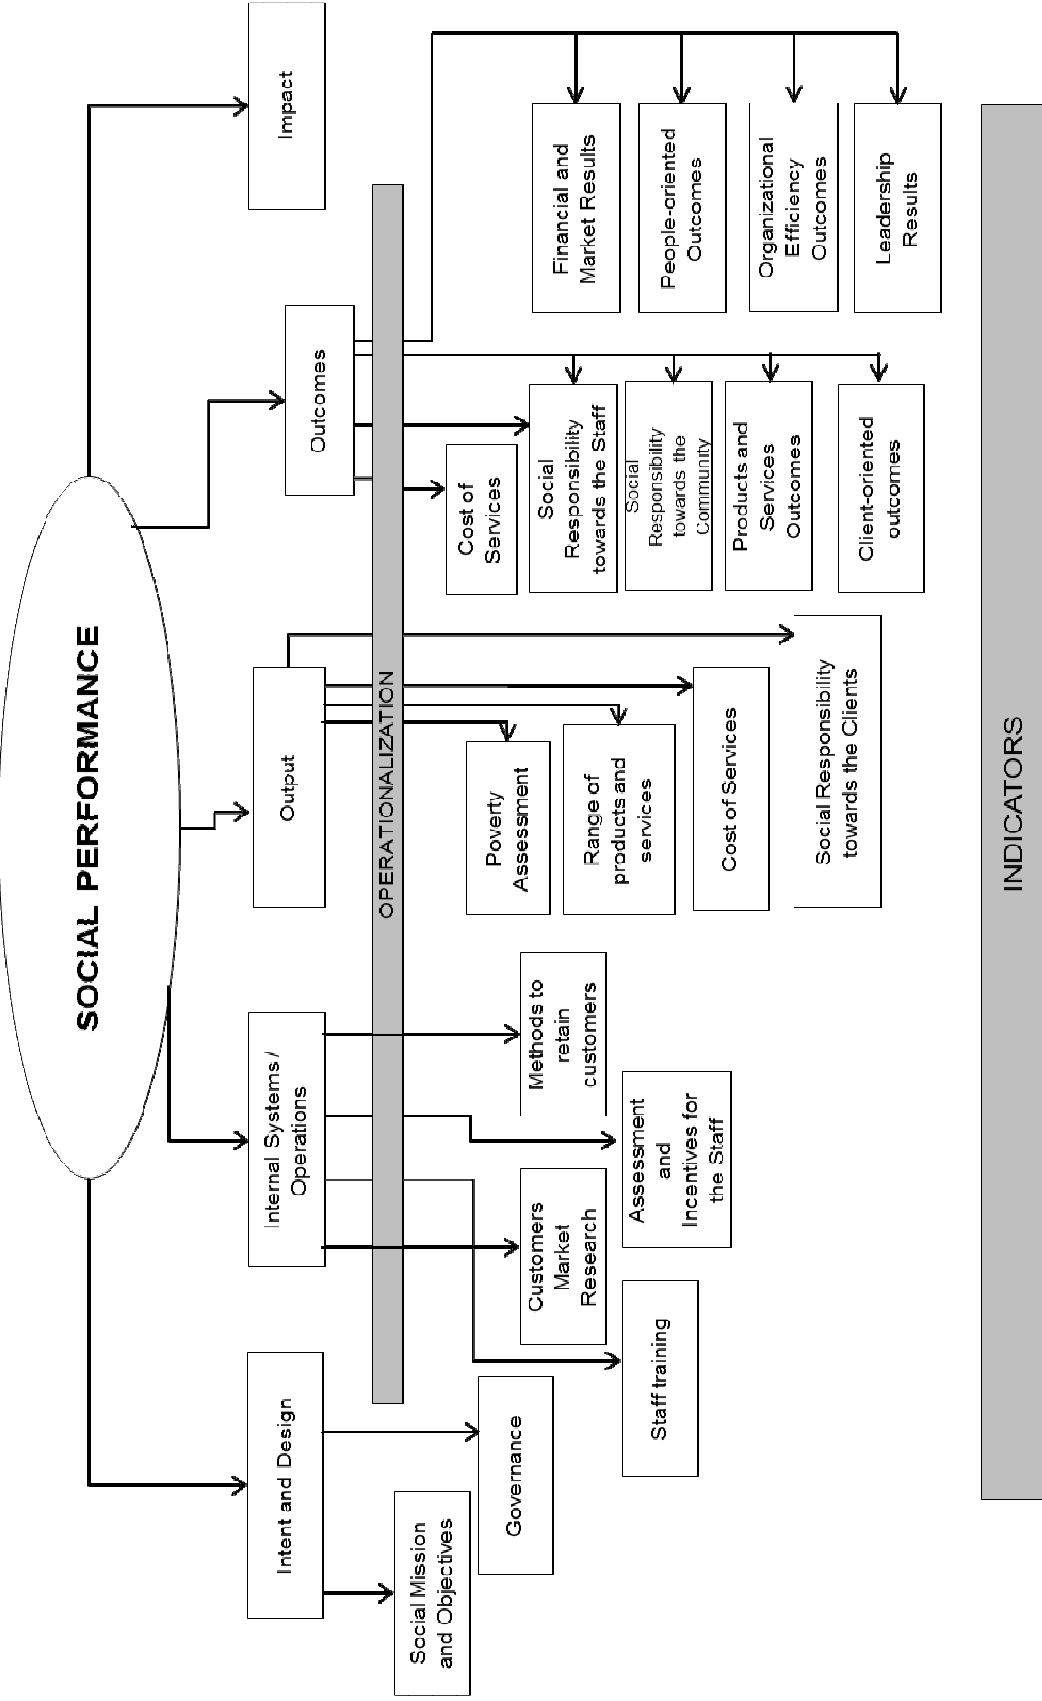 SOCIAL PERFORMANCE
Intent and Design
Internal Systems /
Operations
Output
Outcomes
Impact
OPERATIONALIZATION
Social Mission
and Objectives
Governance
Customers
Market
Research
Methods to
retain
customers
Staff training
Assessment
and
Incentives for
the Staff
Poverty
Assessment
Range of
products and
services
Cost of Services
Social Responsibility
towards the Clients
Cost of
Services
Social
Responsibility
towards the Staff
Social
Responsibility
towards the
Community
Products and
Services
Outcomes
Client-oriented
outcomes
Financial and
Market Results
People-oriented
Outcomes
Organizational
Efficiency
Outcomes
Leadership
Results
INDICATORS